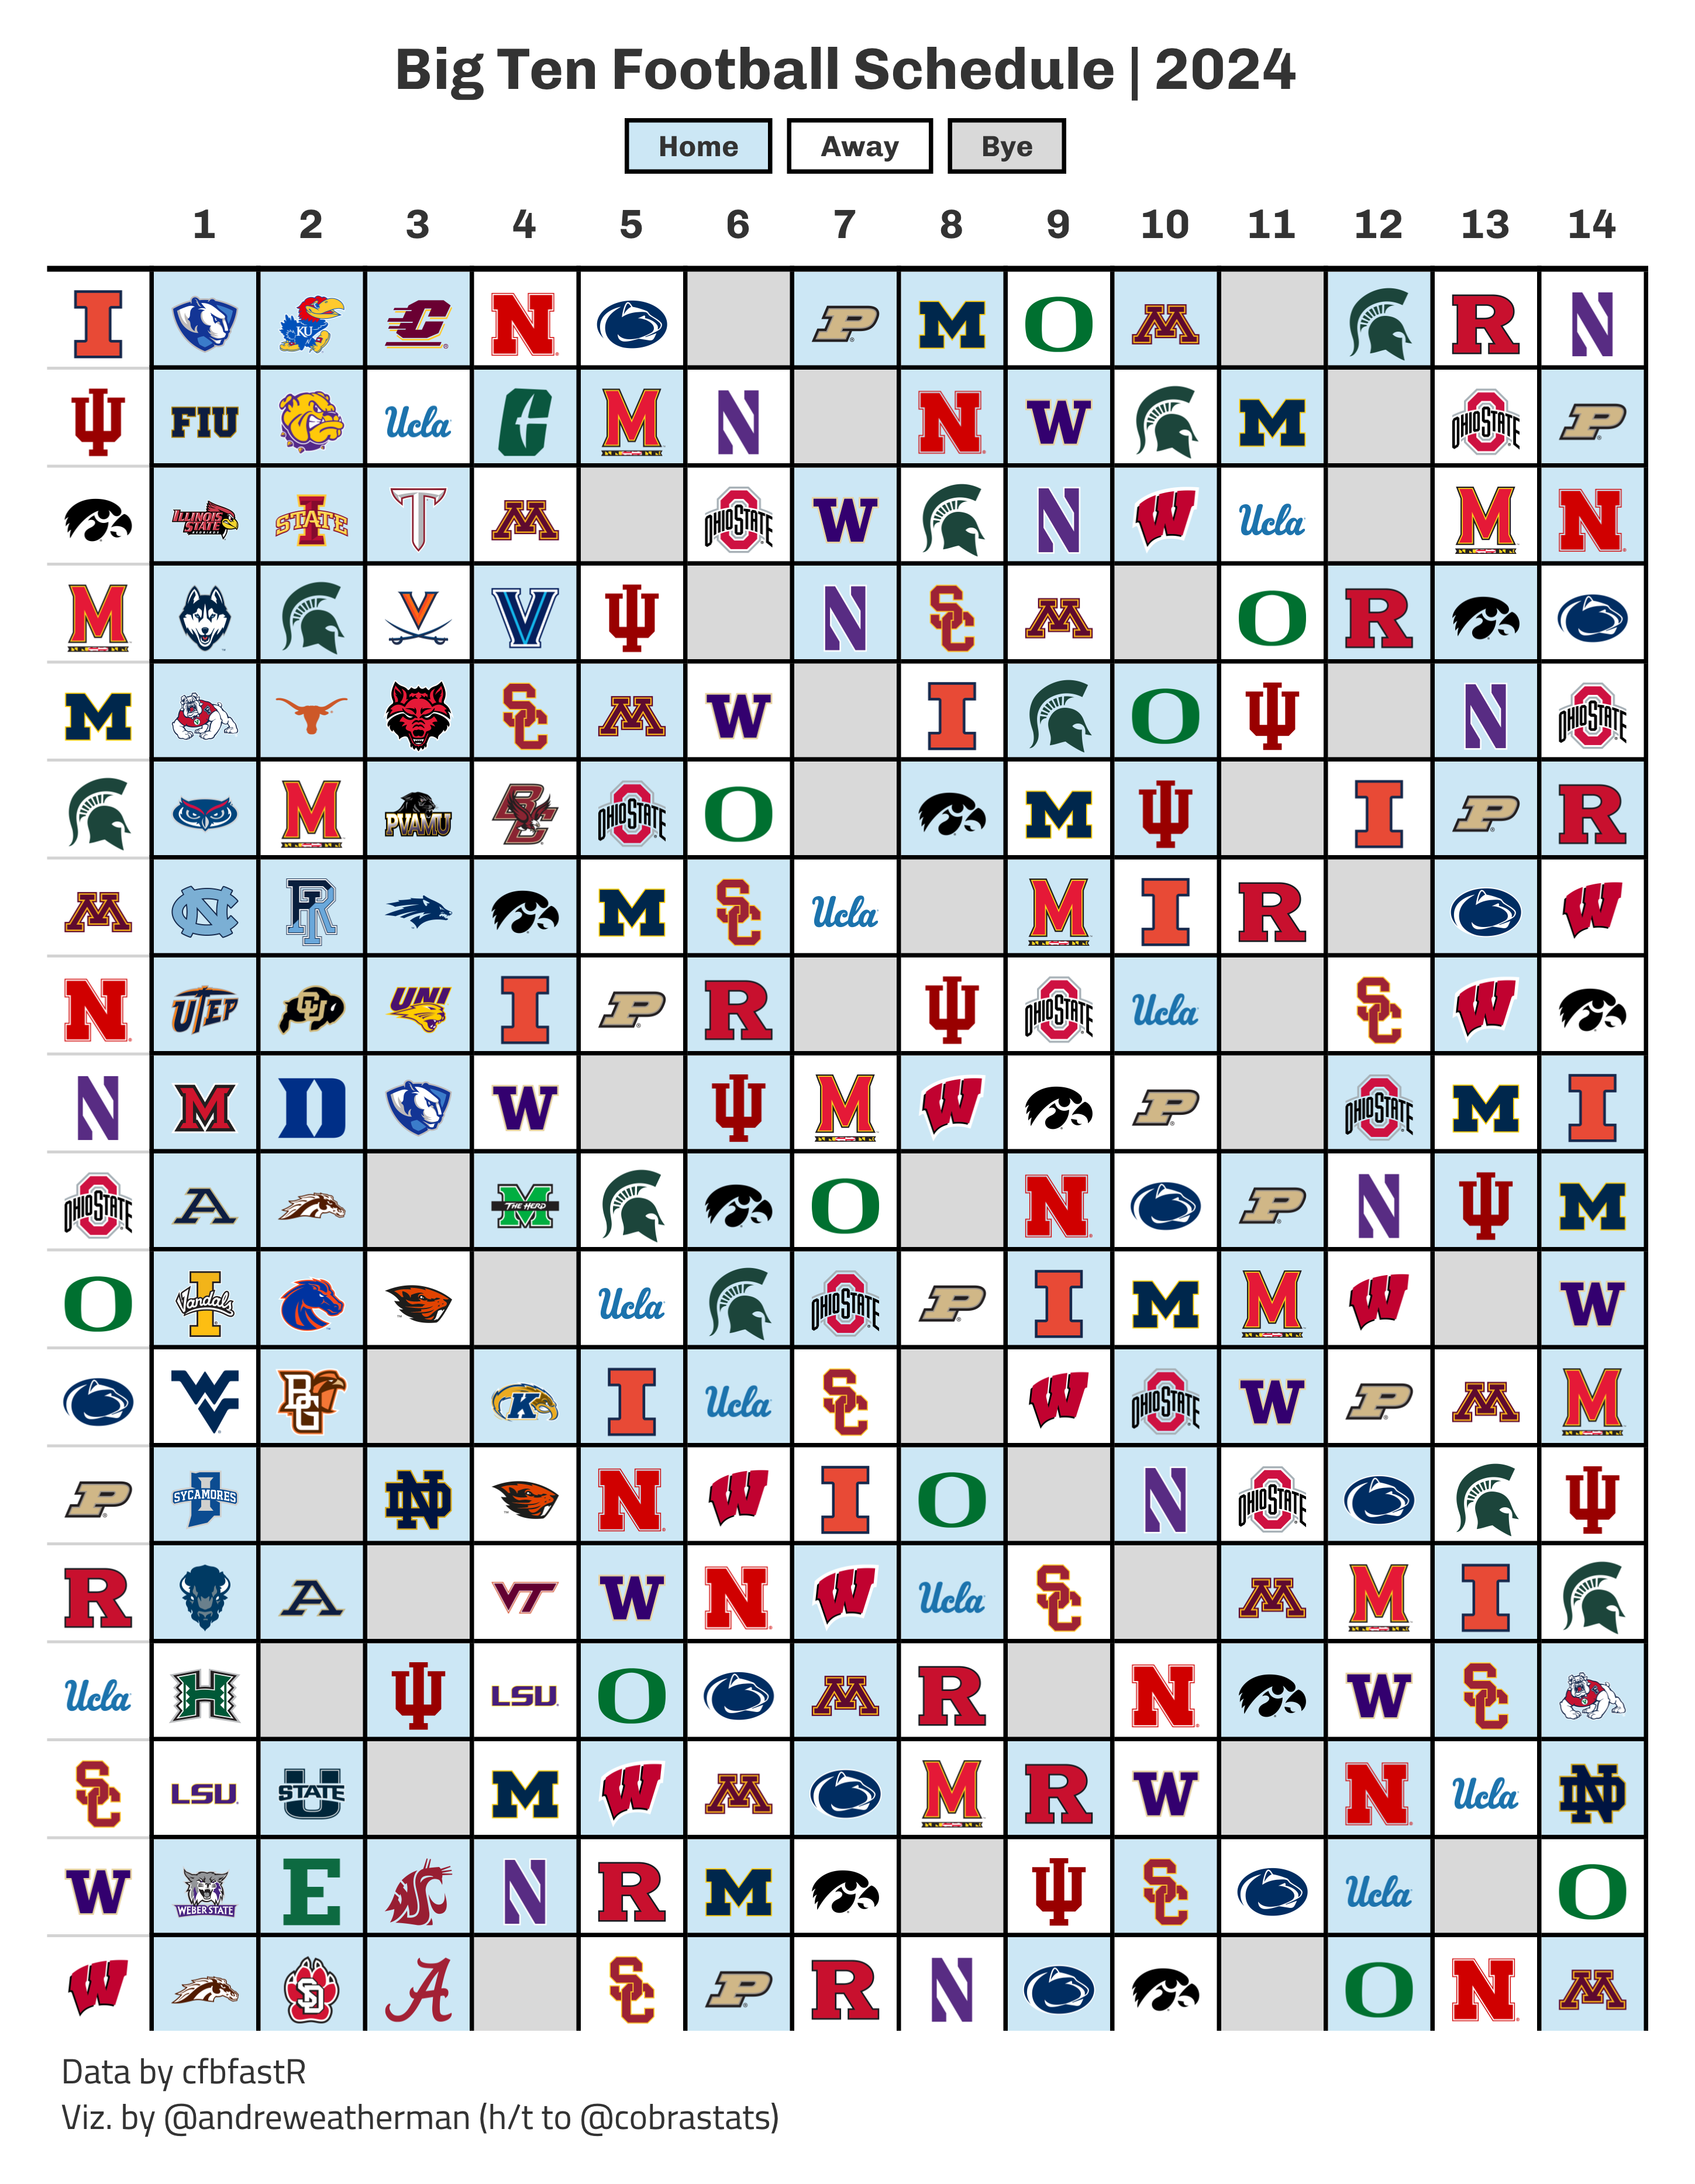 Big Ten Football Schedule | 2024
Home Away Bye
1 2 3 4 5 6 7 8 9 10 11 12 13 14
I KU C N P M O M R N
FIU Ucla C M N N W M OHIO STATE P
ILLINOIS STATE STATE I T M OHIO STATE W N W Ucla M N
M V V N SC M O R
M SC M W I O N OHIO STATE
M PVAMU BC OHIO STATE O M I P R
M NC R M SC Ucla M I R W
N UTEP CU UNI I P R OHIO STATE Ucla SC W
N M D W M W P OHIO STATE M I
OHIO STATE A M THE HERD O N P N M
O I Vandals Ucla OHIO STATE P I M M W W
WV BG K I Ucla SC W OHIO STATE W P M M
P SYCAMORES ND N W I O N OHIO STATE
R A VT W N W Ucla SC M M I
Ucla H LSU O M R N W SC
SC LSU U STATE M W M M R W N Ucla ND
W WEBER STATE E WSU N R M SC Ucla O
W SD A SC P R N O N M
Data by cfbfastR
Viz. by @andreweatherman (h/t to @cobrastats)